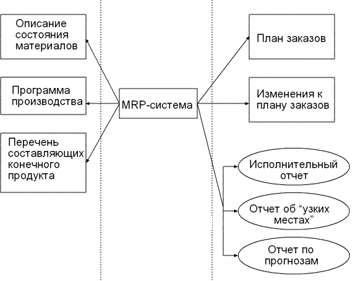 Описание
состояния
материалов
Программа
производства
Перечень
составляющих
конечного
продукта
MRP-система
План заказов
Изменения к
плану заказов
Исполнительный
отчет
Отчет об “узких
местах”
Отчет по
прогнозам